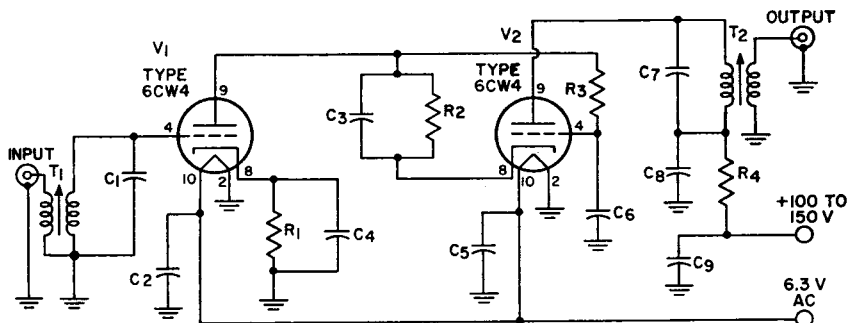 V1
TYPE
6CW4
9
4
8
10
2
INPUT
T1
C1
C2
R1
C4
C3
R2
V2
TYPE
6CW4
9
4
8
10
2
R3
C5
C6
C7
C8
C9
R4
T2
OUTPUT
+100 TO
150 V
6.3 V
AC